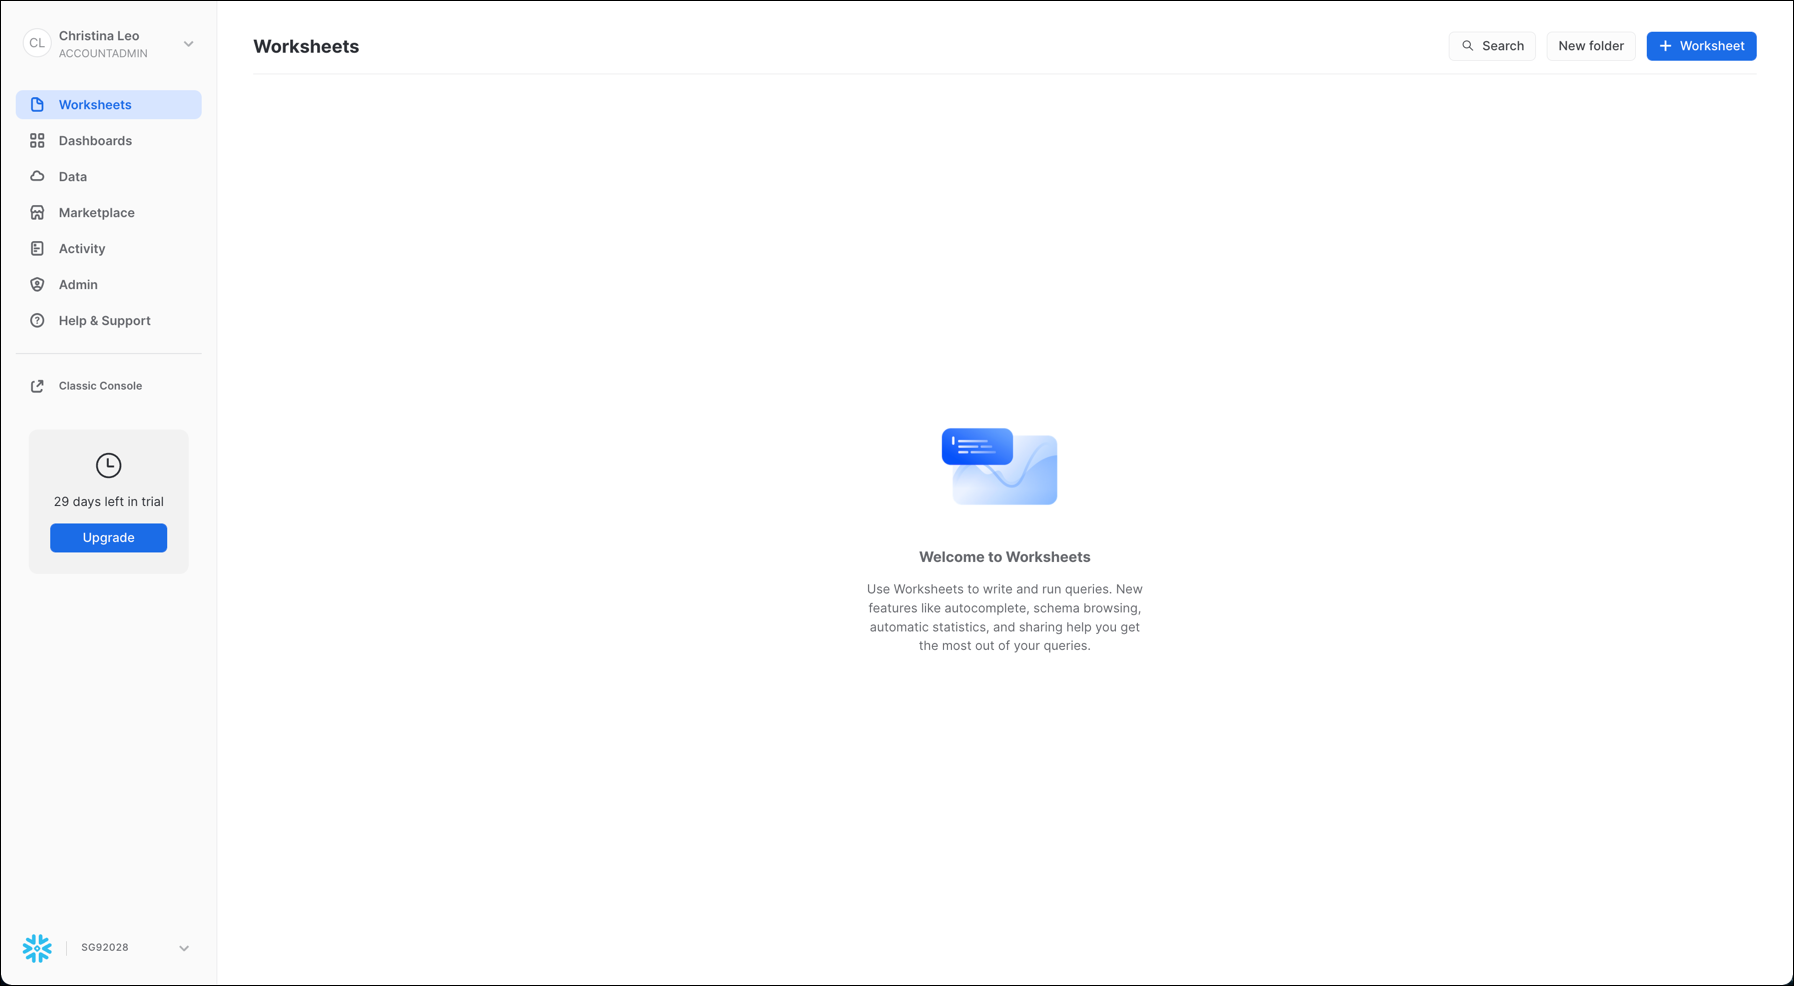 CL
Christina Leo
ACCOUNTADMIN
Worksheets
Dashboards
Data
Marketplace
Activity
Admin
Help & Support
Classic Console
29 days left in trial
Upgrade
SG92028
Worksheets
Search
New folder
+ Worksheet
Welcome to Worksheets
Use Worksheets to write and run queries. New
features like autocomplete, schema browsing,
automatic statistics, and sharing help you get
the most out of your queries.